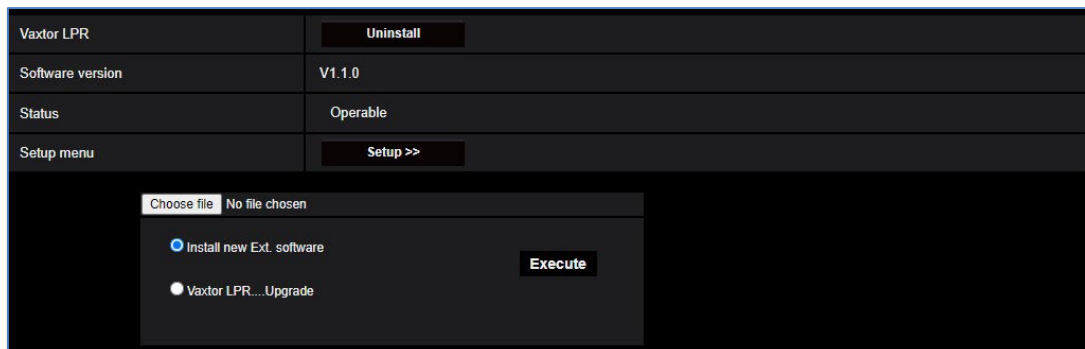 Vaxtor LPR Uninstall
Software version V1.1.0
Status Operable
Setup menu Setup >>
Choose file No file chosen
Install new Ext. software
Execute
Vaxtor LPR....Upgrade